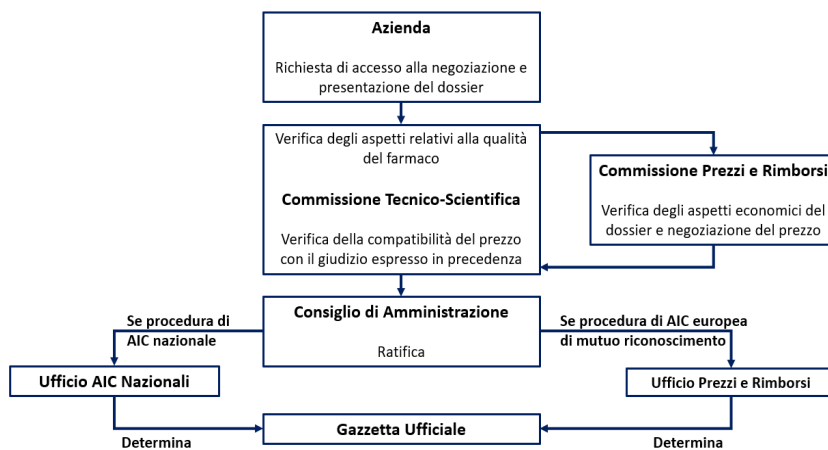 Azienda
Richiesta di accesso alla negoziazione e
presentazione del dossier
Verifica degli aspetti relativi alla qualità
del farmaco
Commissione Tecnico-Scientifica
Verifica della compatibilità del prezzo
con il giudizio espresso in precedenza
Commissione Prezzi e Rimborsi
Verifica degli aspetti economici del
dossier e negoziazione del prezzo
Consiglio di Amministrazione
Ratifica
Se procedura di
AIC nazionale
Se procedura di AIC europea
di mutuo riconoscimento
Ufficio AIC Nazionali
Ufficio Prezzi e Rimborsi
Gazzetta Ufficiale
Determina
Determina